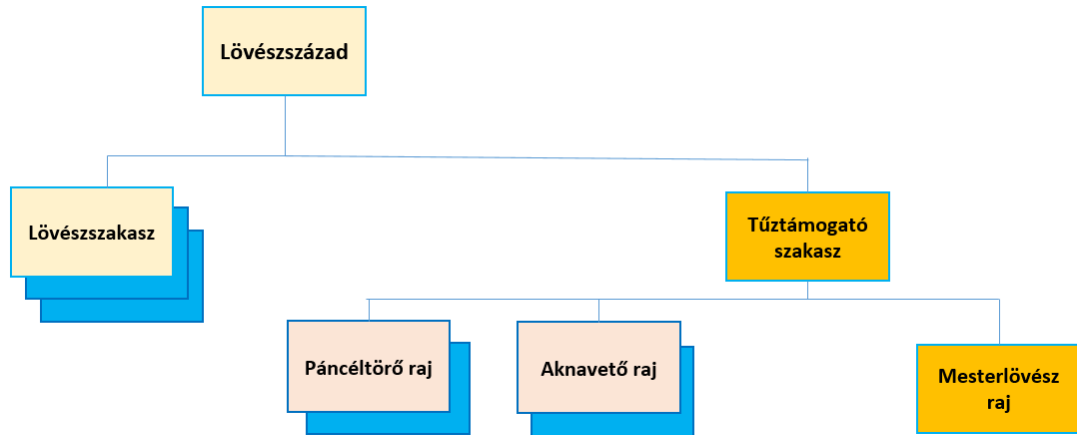 Lövészszázad
Lövészszakasz
Tűztámogató
szakasz
Páncéltörő raj
Aknavető raj
Mesterlövész
raj